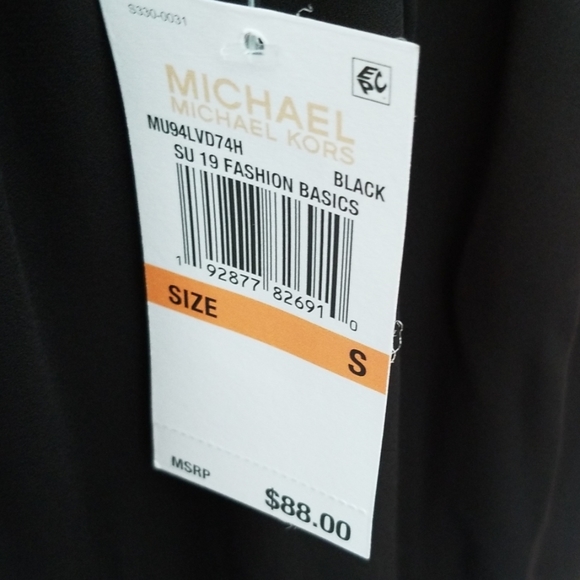 S330-0031
EPC
MICHAEL
MICHAEL KORS
MU94LVD74H BLACK
SU 19 FASHION BASICS
1 92877 82691 0
SIZE S
MSRP $88.00